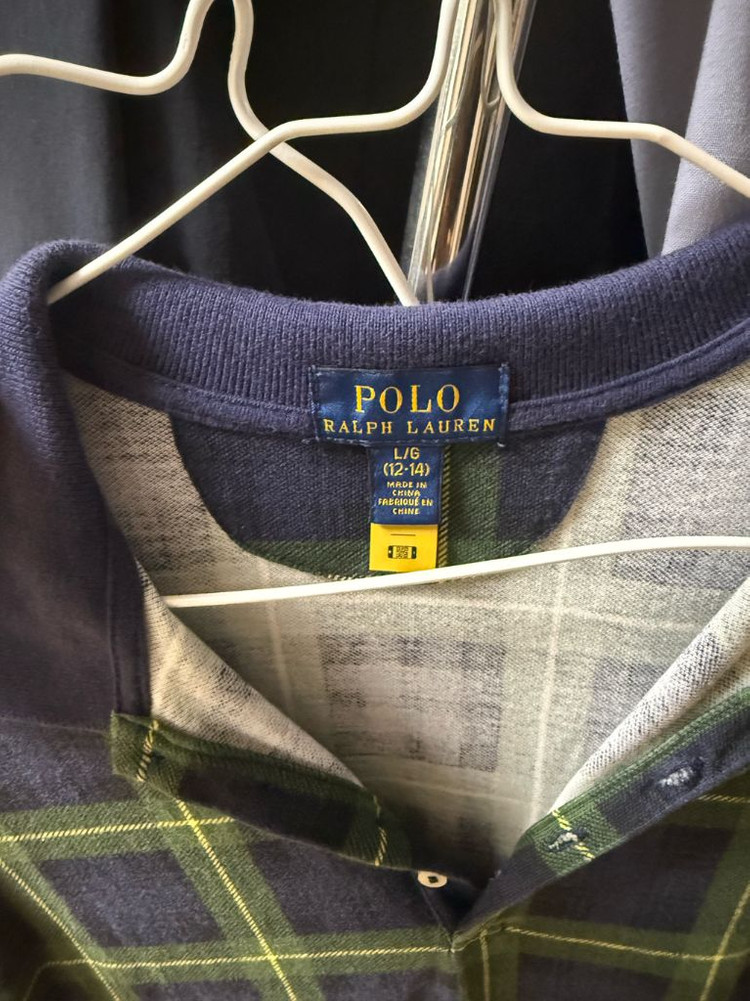 POLO
RALPH LAUREN
L/G
(12-14)
MADE IN
CHINA
FABRIQUÉ EN
CHINE